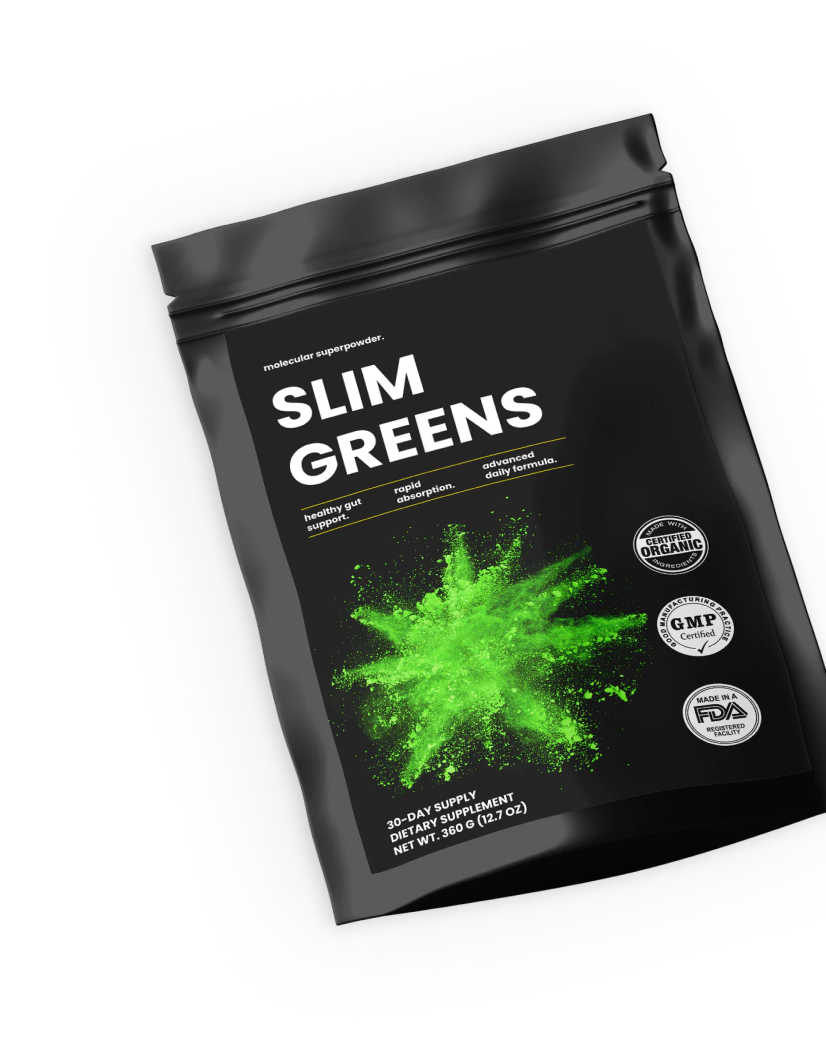 molecular superpowder.
SLIM
GREENS
healthy gut
support.
rapid
absorption.
advanced
daily formula.
MADE WITH
CERTIFIED
ORGANIC
INGREDIENTS
GOOD MANUFACTURING PRACTICE
GMP
Certified
MADE IN A
FDA
REGISTERED
FACILITY
30-DAY SUPPLY
DIETARY SUPPLEMENT
NET WT. 360 G (12.7 OZ)